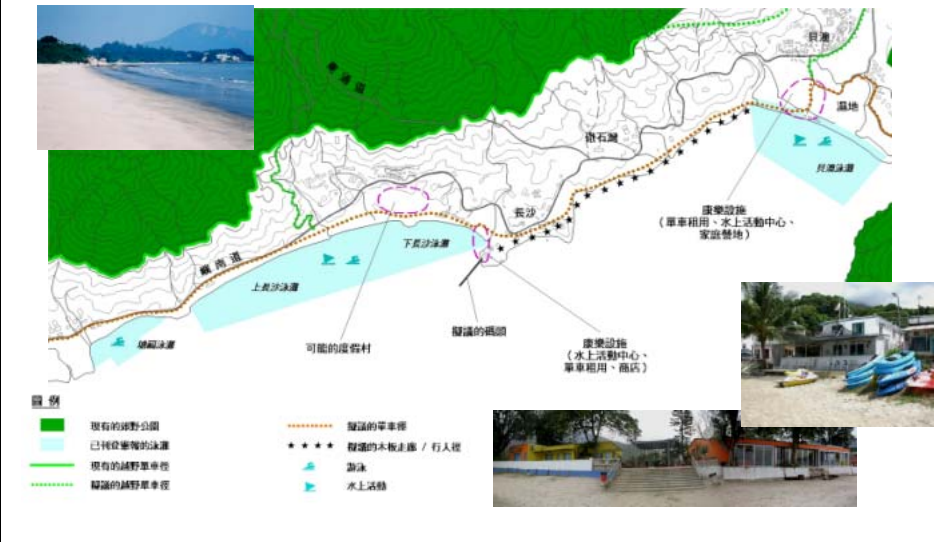 東涌道
貝澳
濕地
貝澳泳灘
長沙
康樂設施
(單車租用、水上活動中心、
家庭營地)
嶼南道
下長沙泳灘
上長沙泳灘
塘福泳灘
擬議的碼頭
可能的度假村
康樂設施
(水上活動中心、
單車租用、商店)
圖例
現有的郊野公園
已刊登憲報的泳灘
現有的越野單車徑
擬議的越野單車徑
擬議的單車徑
擬議的木板走廊 / 行人徑
游泳
水上活動